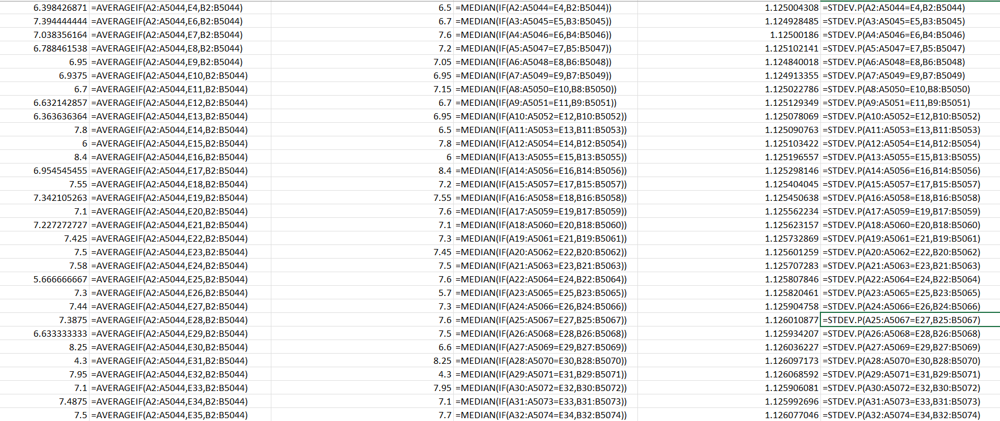 6.398426871 =AVERAGEIF(A2:A5044,E4,B2:B5044) 6.5 =MEDIAN(IF(A2:A5044=E4,B2:B5044)) 1.125004308 =STDEV.P(A2:A5044=E4,B2:B5044)
7.394444444 =AVERAGEIF(A2:A5044,E6,B2:B5044) 6.7 =MEDIAN(IF(A3:A5045=E5,B3:B5045)) 1.124928485 =STDEV.P(A3:A5045=E5,B3:B5045)
7.038356164 =AVERAGEIF(A2:A5044,E7,B2:B5044) 7.6 =MEDIAN(IF(A4:A5046=E6,B4:B5046)) 1.12500186 =STDEV.P(A4:A5046=E6,B4:B5046)
6.788461538 =AVERAGEIF(A2:A5044,E8,B2:B5044) 7.2 =MEDIAN(IF(A5:A5047=E7,B5:B5047)) 1.125102141 =STDEV.P(A5:A5047=E7,B5:B5047)
6.95 =AVERAGEIF(A2:A5044,E9,B2:B5044) 7.05 =MEDIAN(IF(A6:A5048=E8,B6:B5048)) 1.124840018 =STDEV.P(A6:A5048=E8,B6:B5048)
6.9375 =AVERAGEIF(A2:A5044,E10,B2:B5044) 6.95 =MEDIAN(IF(A7:A5049=E9,B7:B5049)) 1.124913355 =STDEV.P(A7:A5049=E9,B7:B5049)
6.7 =AVERAGEIF(A2:A5044,E11,B2:B5044) 7.15 =MEDIAN(IF(A8:A5050=E10,B8:B5050)) 1.125022786 =STDEV.P(A8:A5050=E10,B8:B5050)
6.632142857 =AVERAGEIF(A2:A5044,E12,B2:B5044) 6.7 =MEDIAN(IF(A9:A5051=E11,B9:B5051)) 1.125129349 =STDEV.P(A9:A5051=E11,B9:B5051)
6.363636364 =AVERAGEIF(A2:A5044,E13,B2:B5044) 6.95 =MEDIAN(IF(A10:A5052=E12,B10:B5052)) 1.125078069 =STDEV.P(A10:A5052=E12,B10:B5052)
7.8 =AVERAGEIF(A2:A5044,E14,B2:B5044) 6.5 =MEDIAN(IF(A11:A5053=E13,B11:B5053)) 1.125090763 =STDEV.P(A11:A5053=E13,B11:B5053)
6 =AVERAGEIF(A2:A5044,E15,B2:B5044) 7.8 =MEDIAN(IF(A12:A5054=E14,B12:B5054)) 1.125103422 =STDEV.P(A12:A5054=E14,B12:B5054)
8.4 =AVERAGEIF(A2:A5044,E16,B2:B5044) 6 =MEDIAN(IF(A13:A5055=E15,B13:B5055)) 1.125196557 =STDEV.P(A13:A5055=E15,B13:B5055)
6.954545455 =AVERAGEIF(A2:A5044,E17,B2:B5044) 8.4 =MEDIAN(IF(A14:A5056=E16,B14:B5056)) 1.125298146 =STDEV.P(A14:A5056=E16,B14:B5056)
7.55 =AVERAGEIF(A2:A5044,E18,B2:B5044) 7.2 =MEDIAN(IF(A15:A5057=E17,B15:B5057)) 1.125404045 =STDEV.P(A15:A5057=E17,B15:B5057)
7.342105263 =AVERAGEIF(A2:A5044,E19,B2:B5044) 7.55 =MEDIAN(IF(A16:A5058=E18,B16:B5058)) 1.125450638 =STDEV.P(A16:A5058=E18,B16:B5058)
7.1 =AVERAGEIF(A2:A5044,E20,B2:B5044) 7.6 =MEDIAN(IF(A17:A5059=E19,B17:B5059)) 1.125562234 =STDEV.P(A17:A5059=E19,B17:B5059)
7.227272727 =AVERAGEIF(A2:A5044,E21,B2:B5044) 7.1 =MEDIAN(IF(A18:A5060=E20,B18:B5060)) 1.125623157 =STDEV.P(A18:A5060=E20,B18:B5060)
7.425 =AVERAGEIF(A2:A5044,E22,B2:B5044) 7.3 =MEDIAN(IF(A19:A5061=E21,B19:B5061)) 1.125732869 =STDEV.P(A19:A5061=E21,B19:B5061)
7.5 =AVERAGEIF(A2:A5044,E23,B2:B5044) 7.45 =MEDIAN(IF(A20:A5062=E22,B20:B5062)) 1.125601259 =STDEV.P(A20:A5062=E22,B20:B5062)
7.58 =AVERAGEIF(A2:A5044,E24,B2:B5044) 7.5 =MEDIAN(IF(A21:A5063=E23,B21:B5063)) 1.125707283 =STDEV.P(A21:A5063=E23,B21:B5063)
5.666666667 =AVERAGEIF(A2:A5044,E25,B2:B5044) 7.6 =MEDIAN(IF(A22:A5064=E24,B22:B5064)) 1.125807846 =STDEV.P(A22:A5064=E24,B22:B5064)
7.3 =AVERAGEIF(A2:A5044,E26,B2:B5044) 5.7 =MEDIAN(IF(A23:A5065=E25,B23:B5065)) 1.125820461 =STDEV.P(A23:A5065=E25,B23:B5065)
7.44 =AVERAGEIF(A2:A5044,E27,B2:B5044) 7.3 =MEDIAN(IF(A24:A5066=E26,B24:B5066)) 1.125904758 =STDEV.P(A24:A5066=E26,B24:B5066)
7.3875 =AVERAGEIF(A2:A5044,E28,B2:B5044) 7.6 =MEDIAN(IF(A25:A5067=E27,B25:B5067)) 1.126010877 =STDEV.P(A25:A5067=E27,B25:B5067)
6.633333333 =AVERAGEIF(A2:A5044,E29,B2:B5044) 7.5 =MEDIAN(IF(A26:A5068=E28,B26:B5068)) 1.125934207 =STDEV.P(A26:A5068=E28,B26:B5068)
8.25 =AVERAGEIF(A2:A5044,E30,B2:B5044) 6.6 =MEDIAN(IF(A27:A5069=E29,B27:B5069)) 1.126036227 =STDEV.P(A27:A5069=E29,B27:B5069)
4.3 =AVERAGEIF(A2:A5044,E31,B2:B5044) 8.25 =MEDIAN(IF(A28:A5070=E30,B28:B5070)) 1.126097173 =STDEV.P(A28:A5070=E30,B28:B5070)
7.95 =AVERAGEIF(A2:A5044,E32,B2:B5044) 4.3 =MEDIAN(IF(A29:A5071=E31,B29:B5071)) 1.126068592 =STDEV.P(A29:A5071=E31,B29:B5071)
7.1 =AVERAGEIF(A2:A5044,E33,B2:B5044) 7.95 =MEDIAN(IF(A30:A5072=E32,B30:B5072)) 1.125906081 =STDEV.P(A30:A5072=E32,B30:B5072)
7.4875 =AVERAGEIF(A2:A5044,E34,B2:B5044) 7.1 =MEDIAN(IF(A31:A5073=E33,B31:B5073)) 1.125992696 =STDEV.P(A31:A5073=E33,B31:B5073)
7.5 =AVERAGEIF(A2:A5044,E35,B2:B5044) 7.7 =MEDIAN(IF(A32:A5074=E34,B32:B5074)) 1.126077046 =STDEV.P(A32:A5074=E34,B32:B5074)